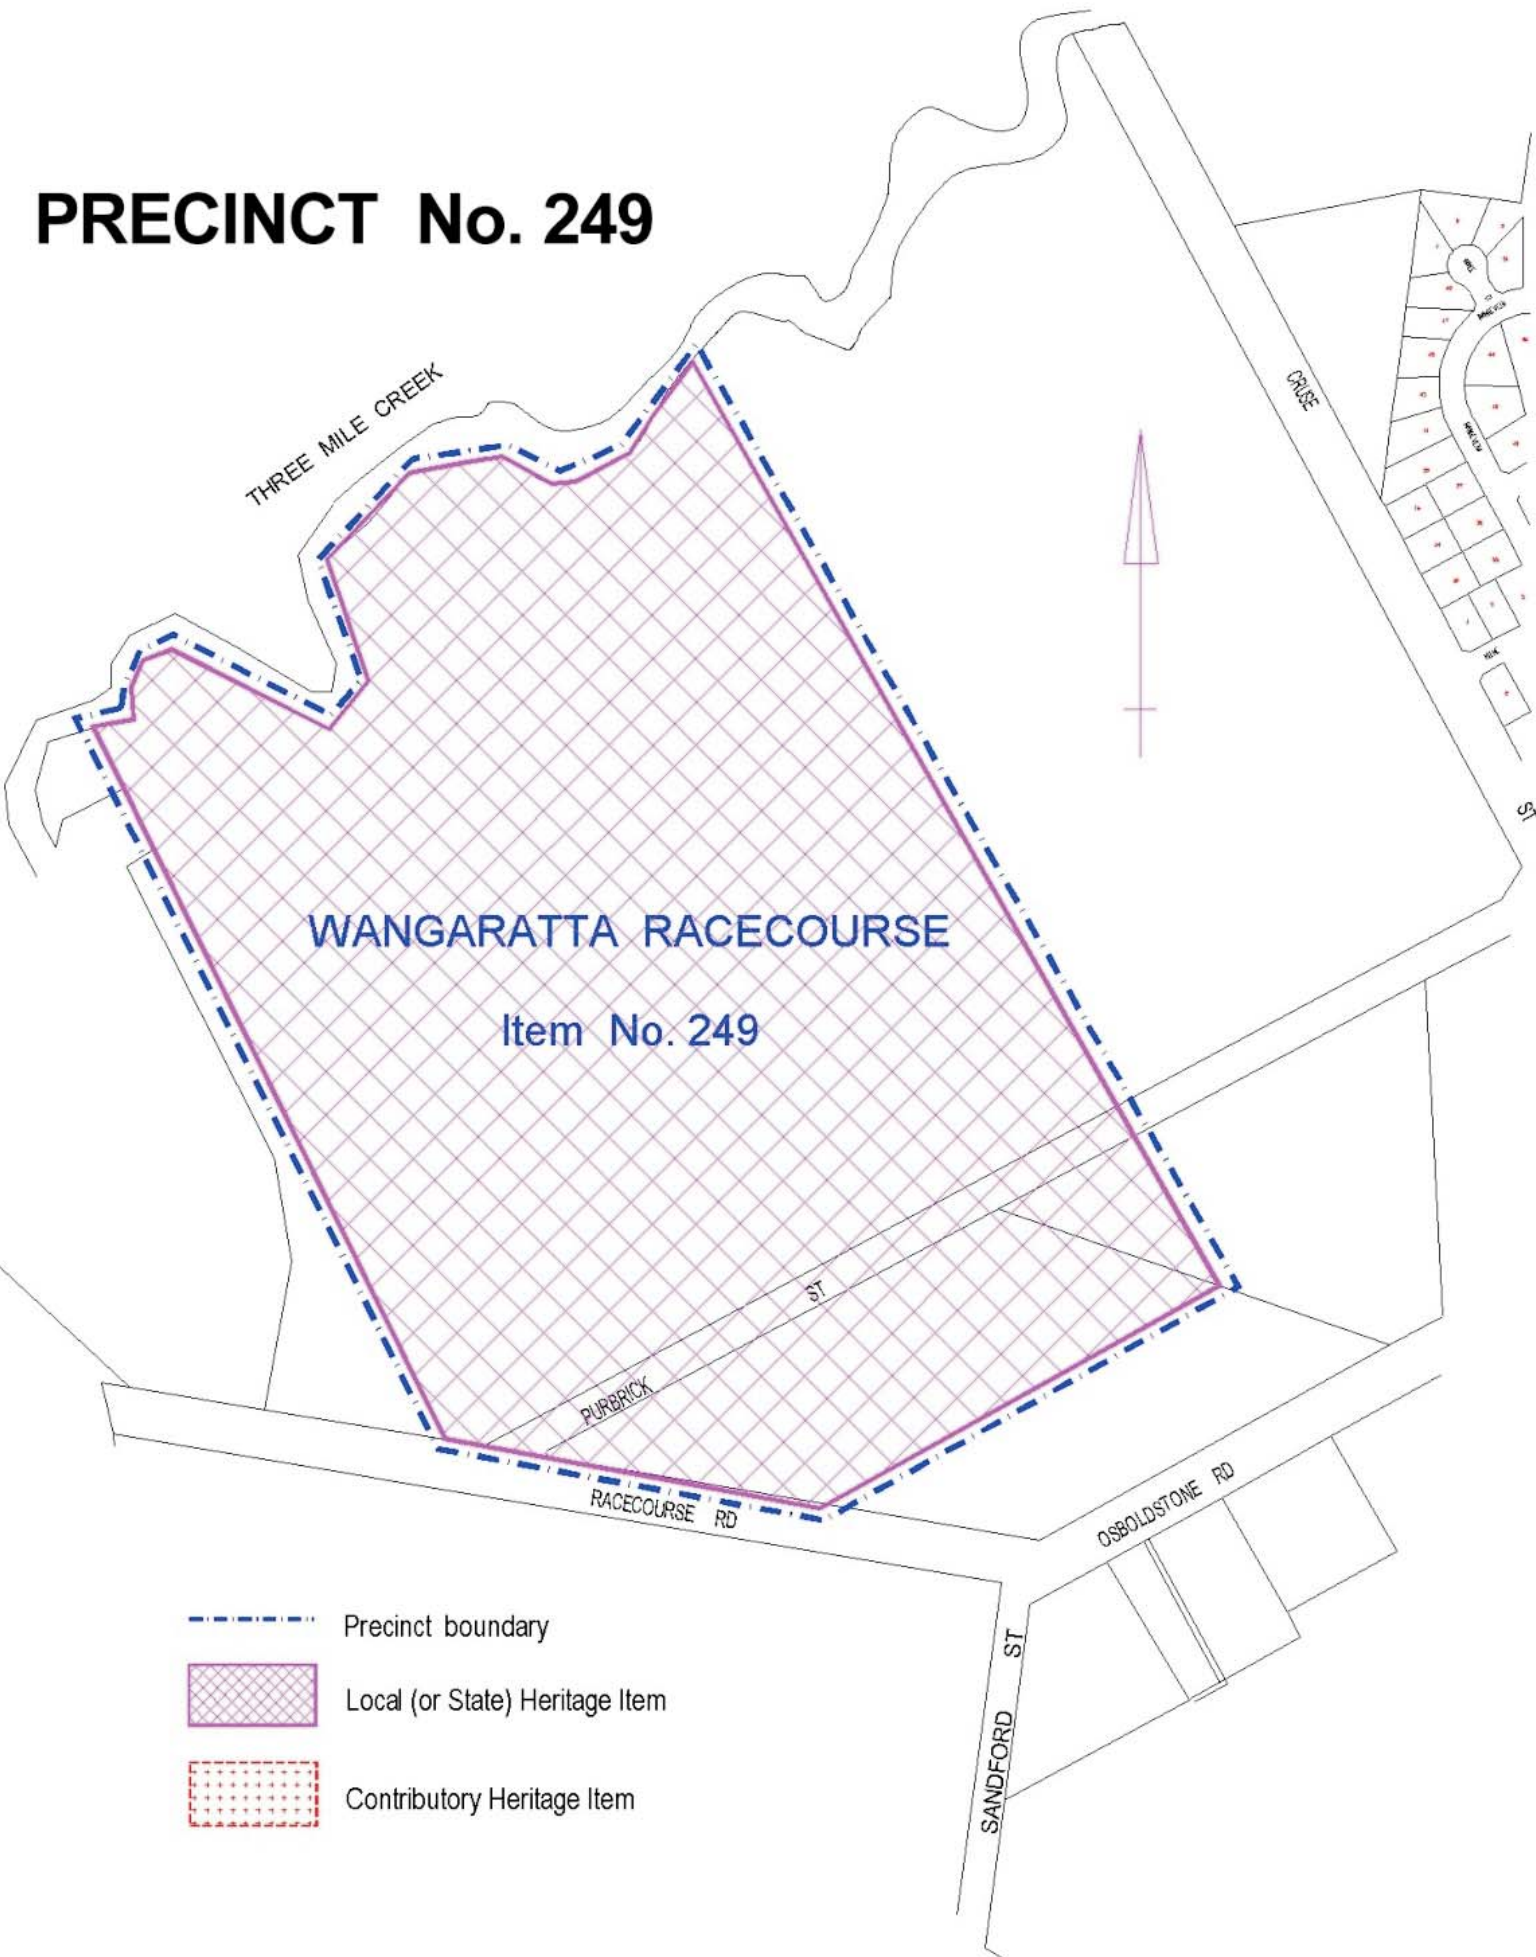 PRECINCT No. 249
THREE MILE CREEK
CRUSE
ST
WANGARATTA RACECOURSE
Item No. 249
ST
PURBRICK
RACECOURSE RD
OSBOLDSTONE RD
SANDFORD ST
Precinct boundary
Local (or State) Heritage Item
Contributory Heritage Item